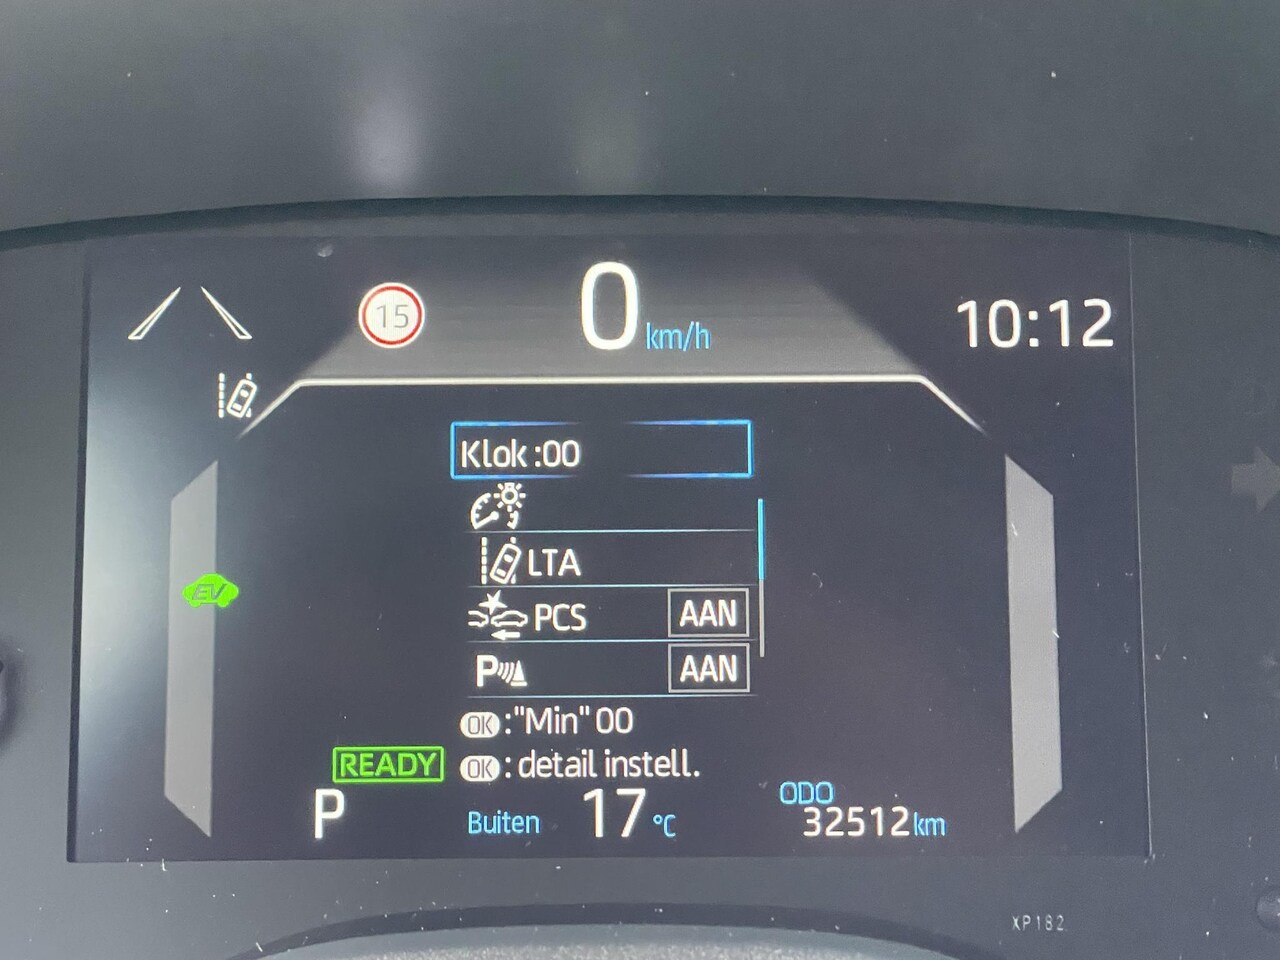 15
0 km/h
10:12
Klok :00
LTA
PCS AAN
P AAN
OK :"Min" 00
OK : detail instell.
EV
READY
P
Buiten 17 °C
ODO
32512 km
XP182